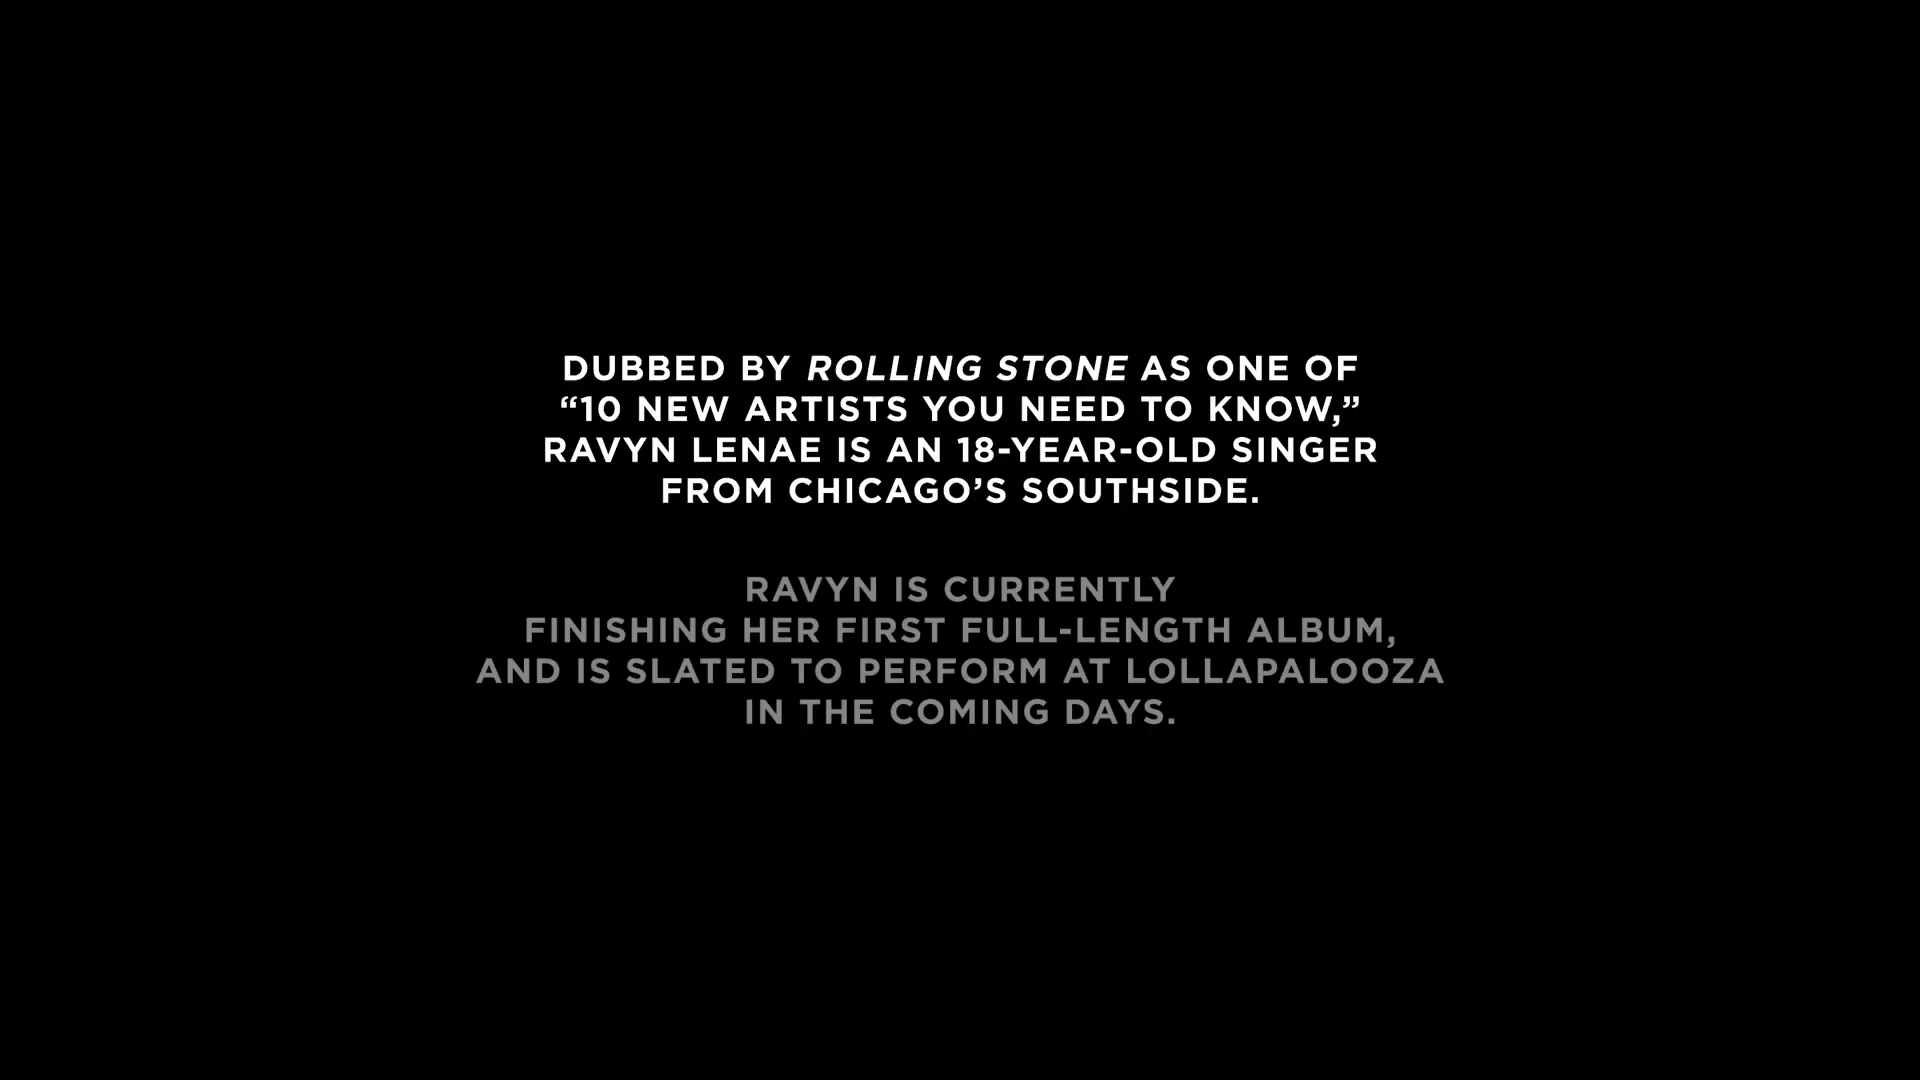 DUBBED BY ROLLING STONE AS ONE OF
“10 NEW ARTISTS YOU NEED TO KNOW,”
RAVYN LENAE IS AN 18-YEAR-OLD SINGER
FROM CHICAGO’S SOUTHSIDE.
RAVYN IS CURRENTLY
FINISHING HER FIRST FULL-LENGTH ALBUM,
AND IS SLATED TO PERFORM AT LOLLAPALOOZA
IN THE COMING DAYS.